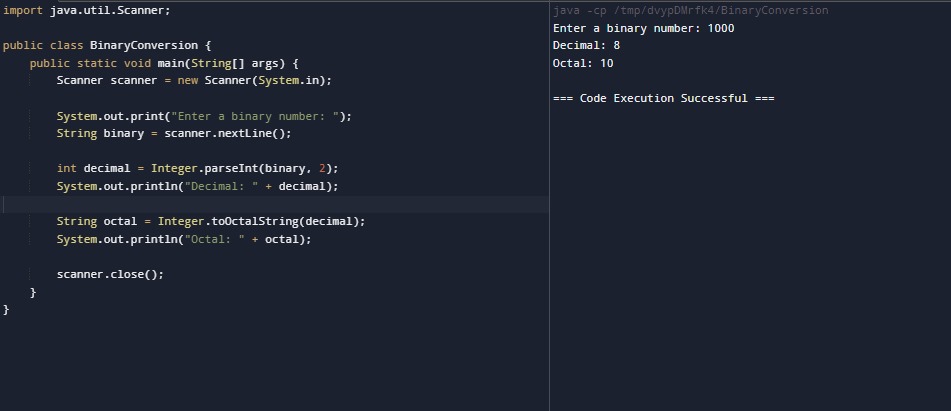 import java.util.Scanner;
public class BinaryConversion {
public static void main(String[] args) {
Scanner scanner = new Scanner(System.in);
System.out.print("Enter a binary number: ");
String binary = scanner.nextLine();
int decimal = Integer.parseInt(binary, 2);
System.out.println("Decimal: " + decimal);
String octal = Integer.toOctalString(decimal);
System.out.println("Octal: " + octal);
scanner.close();
}
}
java -cp /tmp/dvypDMrfk4/BinaryConversion
Enter a binary number: 1000
Decimal: 8
Octal: 10
=== Code Execution Successful ===